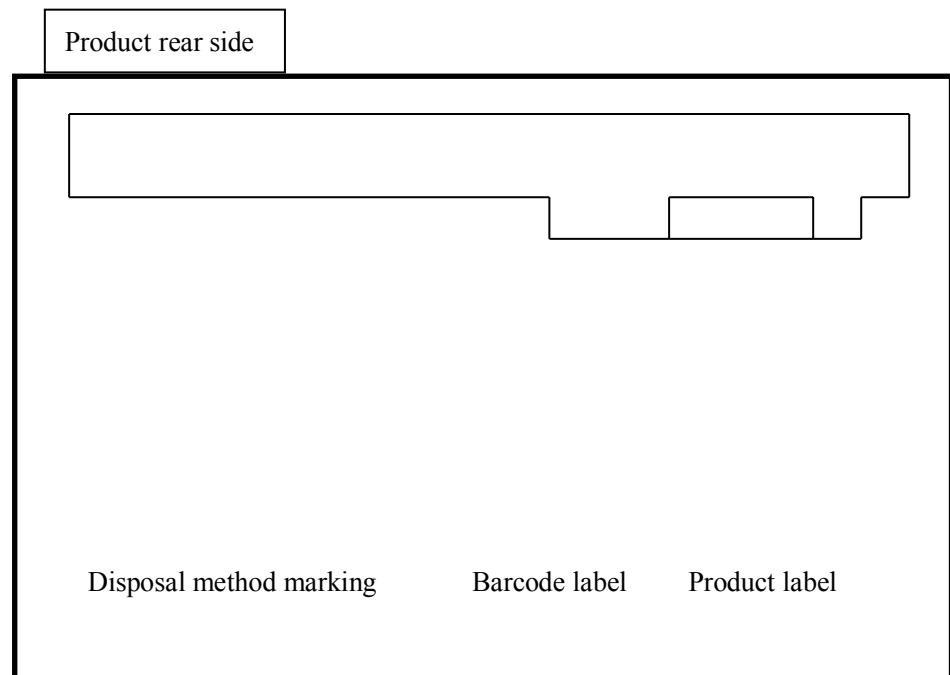 Product rear side
Disposal method marking Barcode label Product label